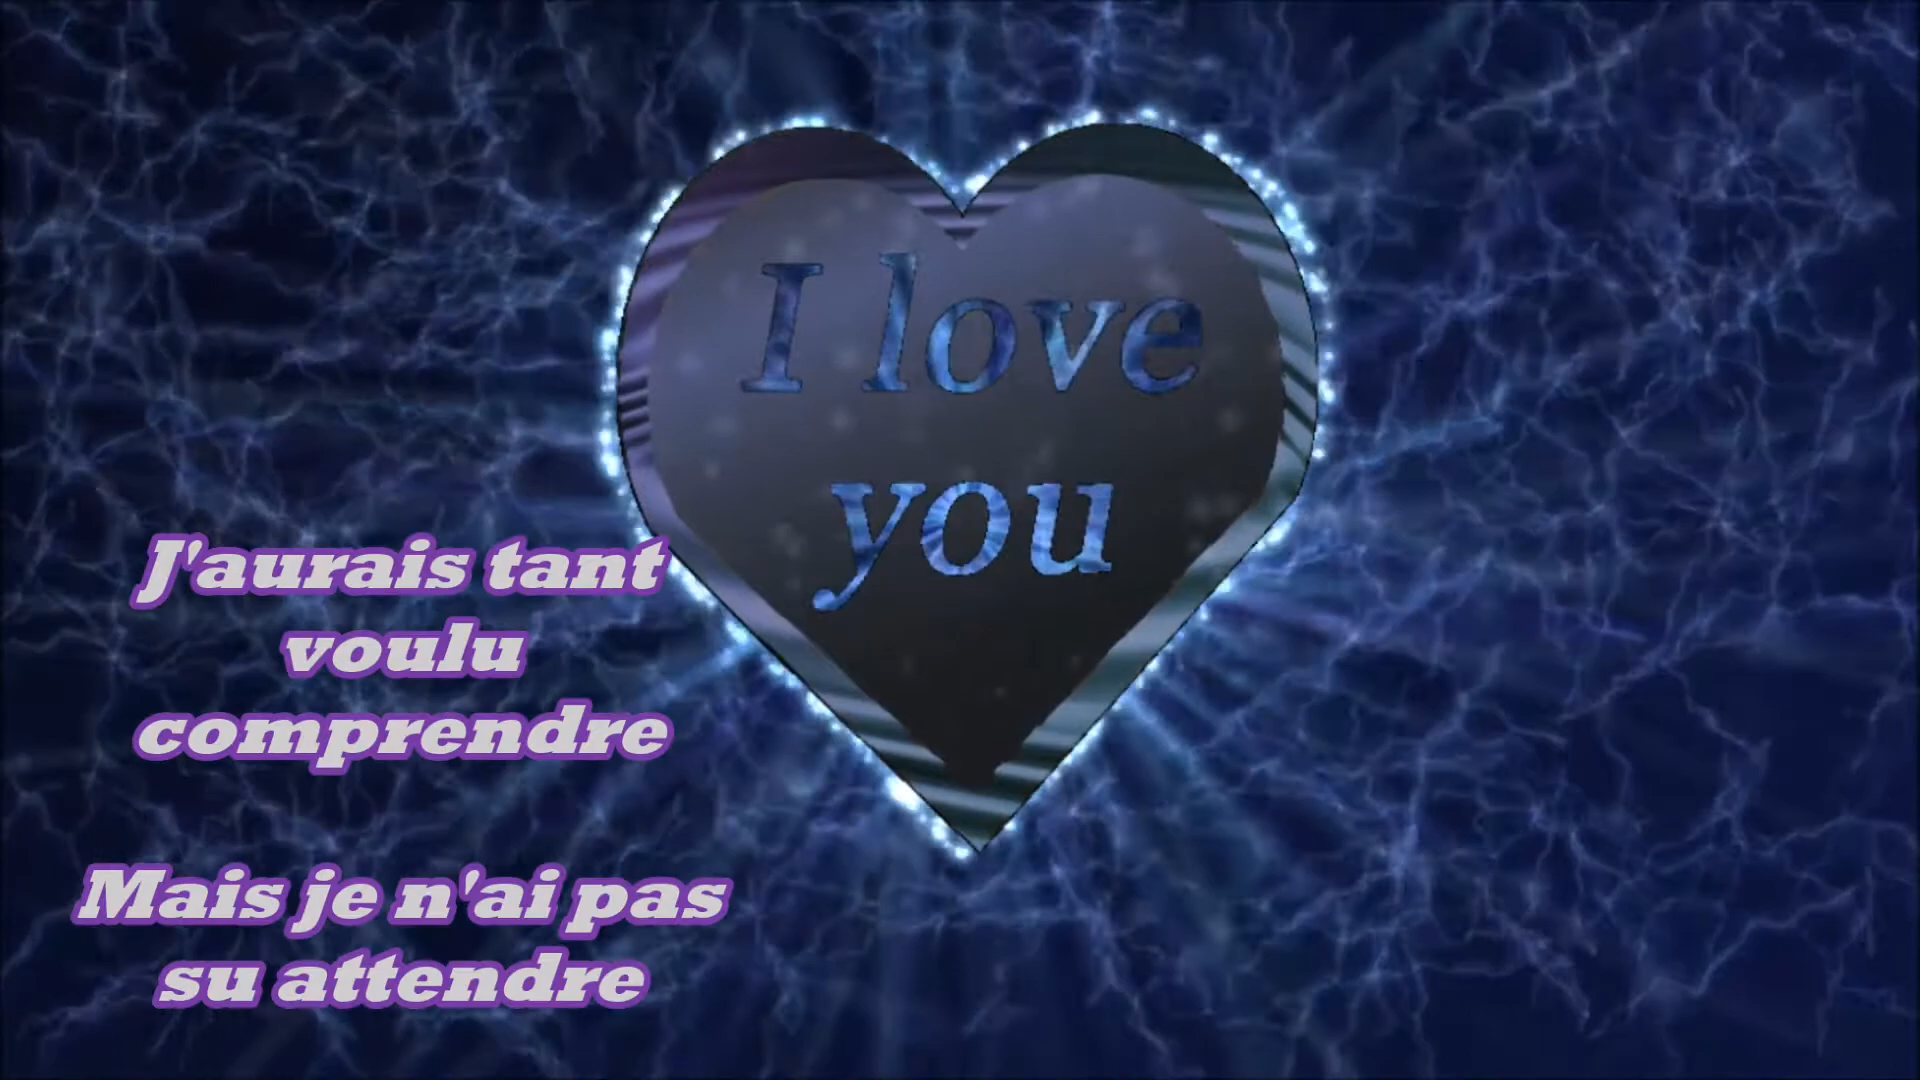 I love
you
J'aurais tant
voulu
comprendre
Mais je n'ai pas
su attendre